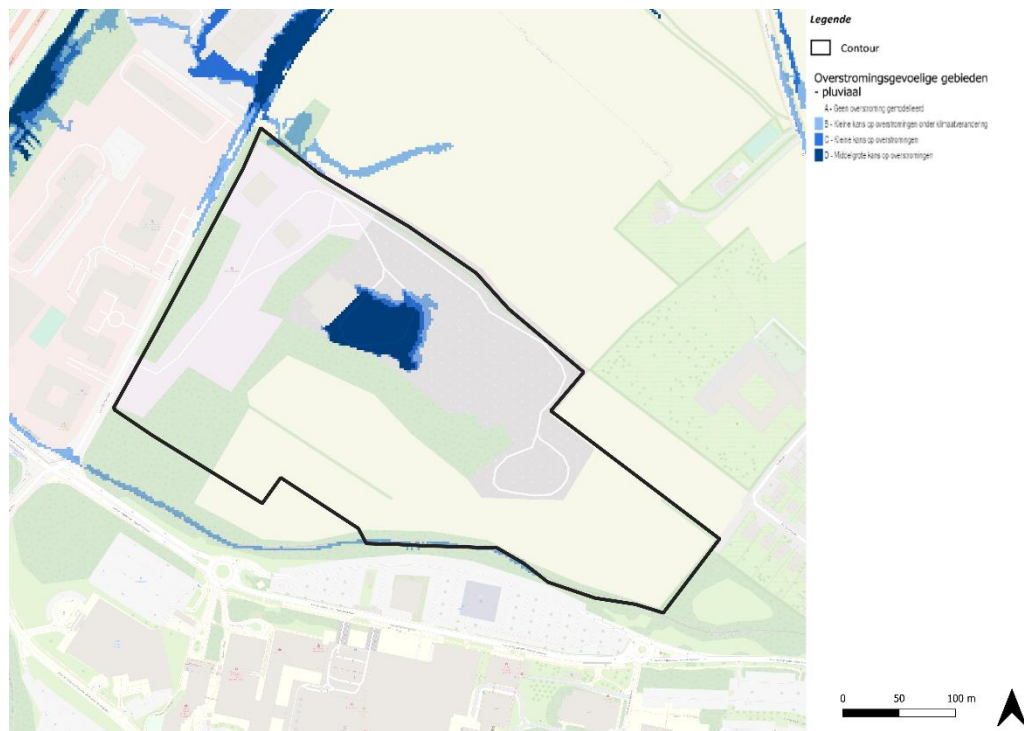 Legende
Contour
Overstromingsgevoelige gebieden
- pluviaal
A - Geen overstroming gemodelleerd
B - Kleine kans op overstromingen onder klimaatverandering
C - Kleine kans op overstromingen
D - Middelgrote kans op overstromingen
0 50 100 m